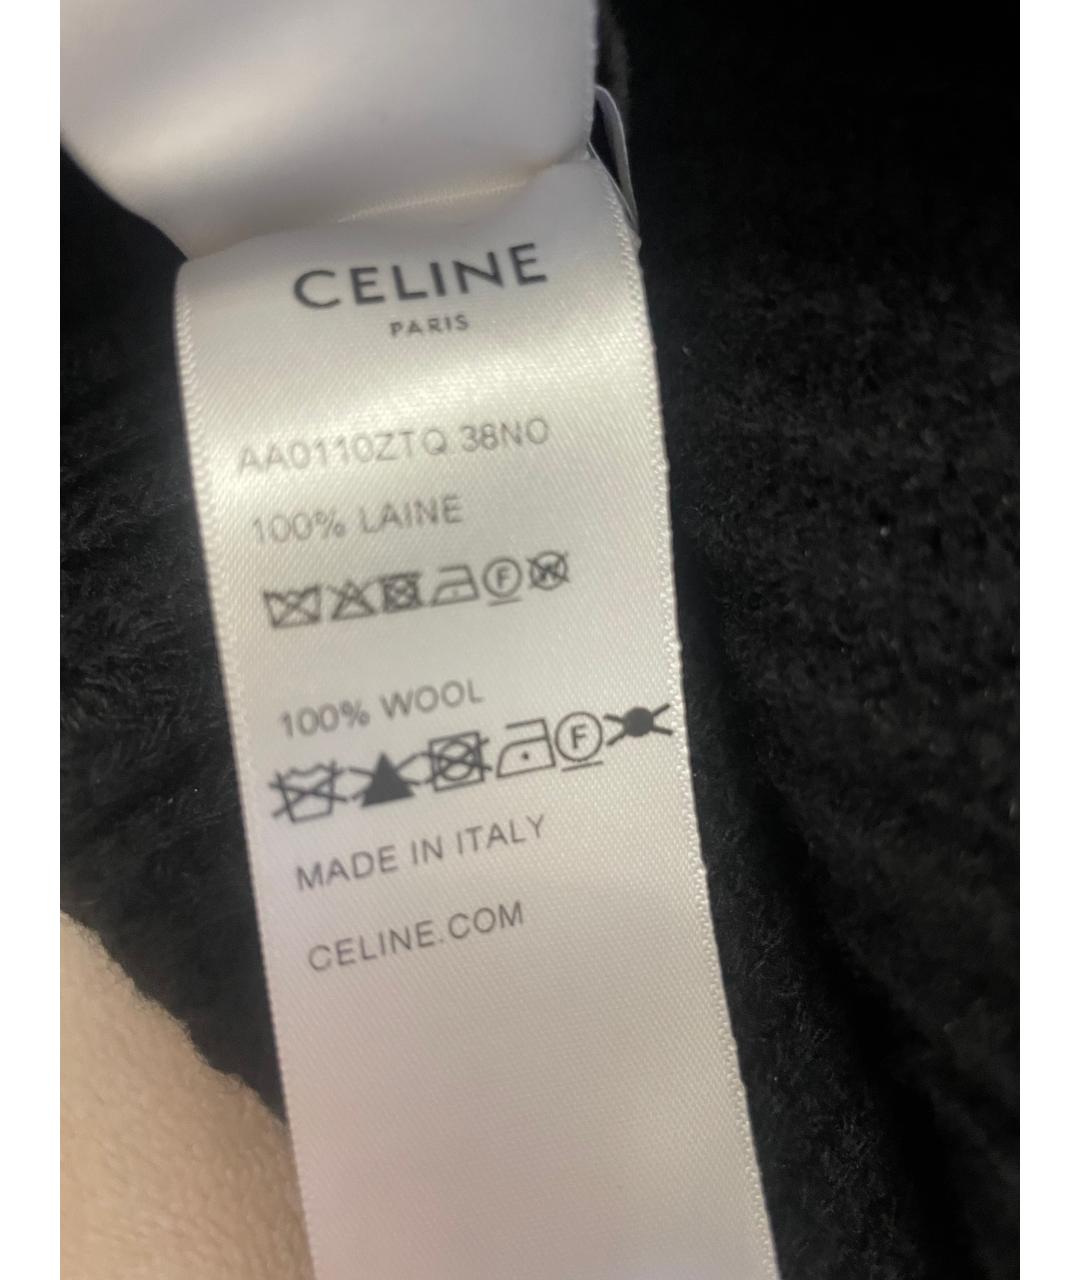 CELINE
PARIS
AA0110ZTQ.38NO
100% LAINE
F W
100% WOOL
F
MADE IN ITALY
CELINE.COM